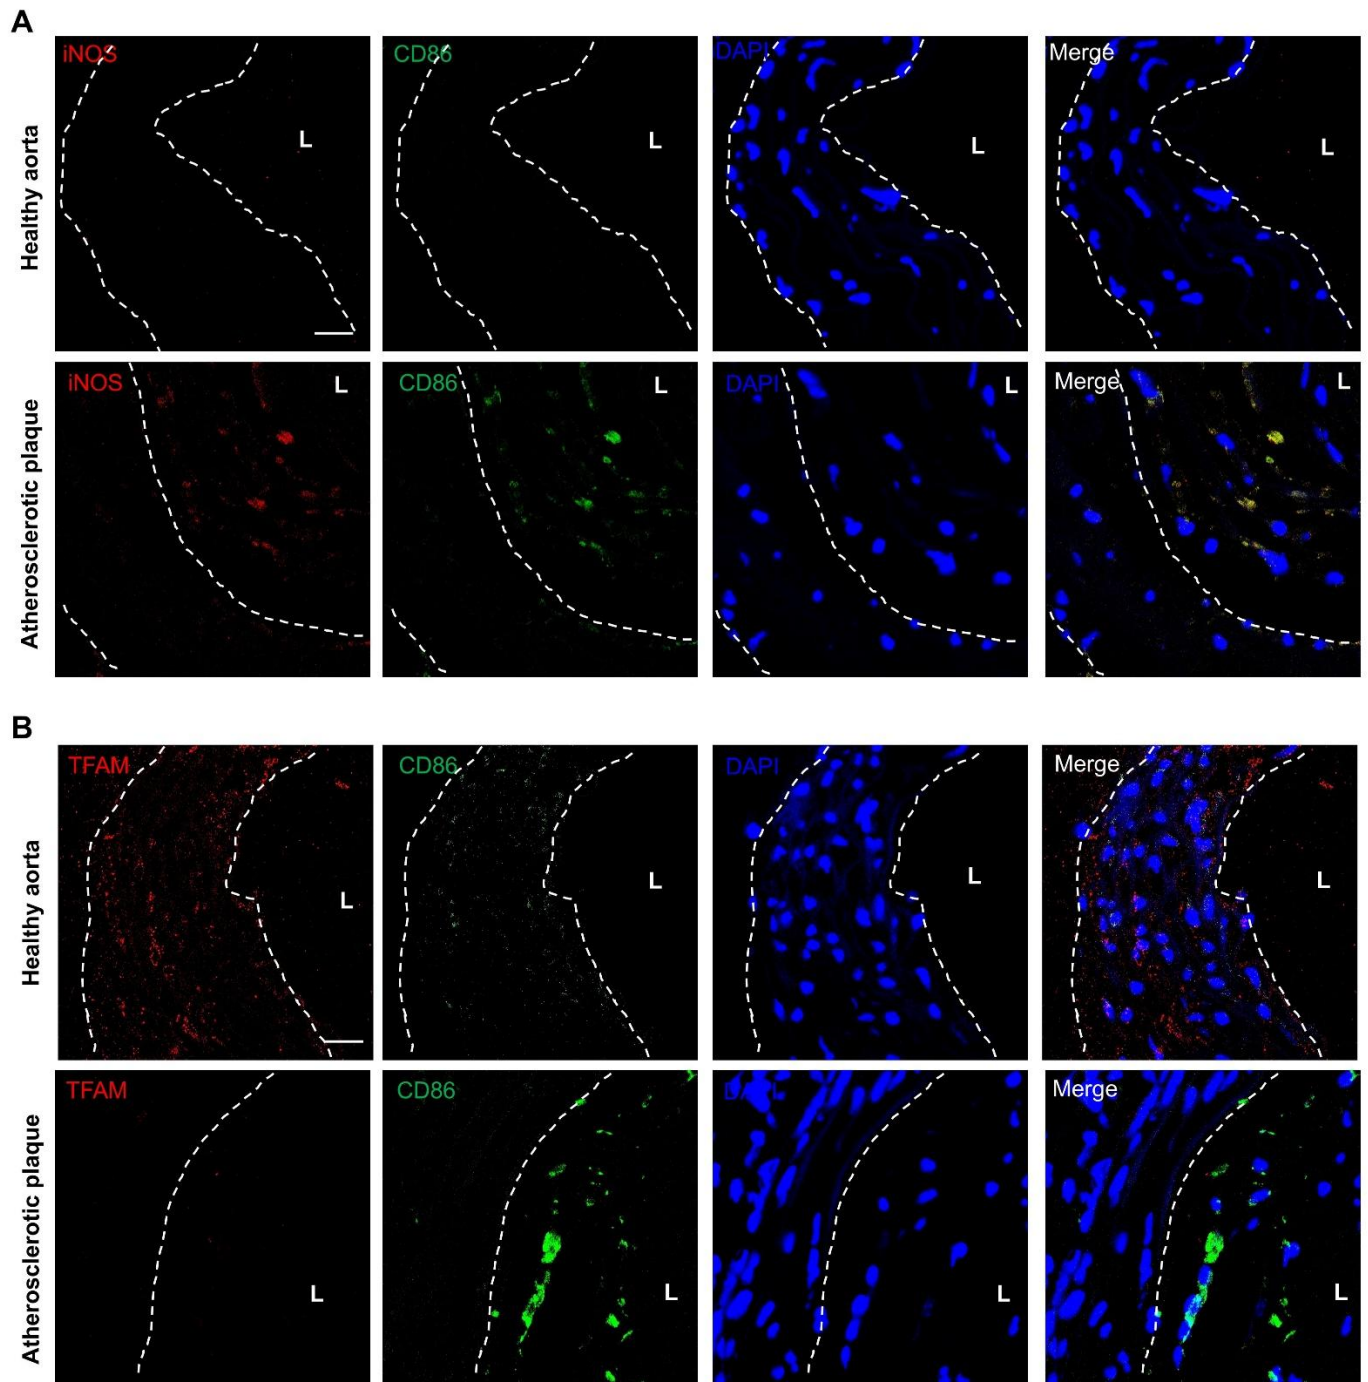 A
iNOS CD86 DAPI Merge
L L L L
Healthy aorta
iNOS CD86 DAPI Merge
L L L L
Atherosclerotic plaque
B
TFAM CD86 DAPI Merge
L L L L
Healthy aorta
TFAM CD86 DAPI Merge
L L L
Atherosclerotic plaque